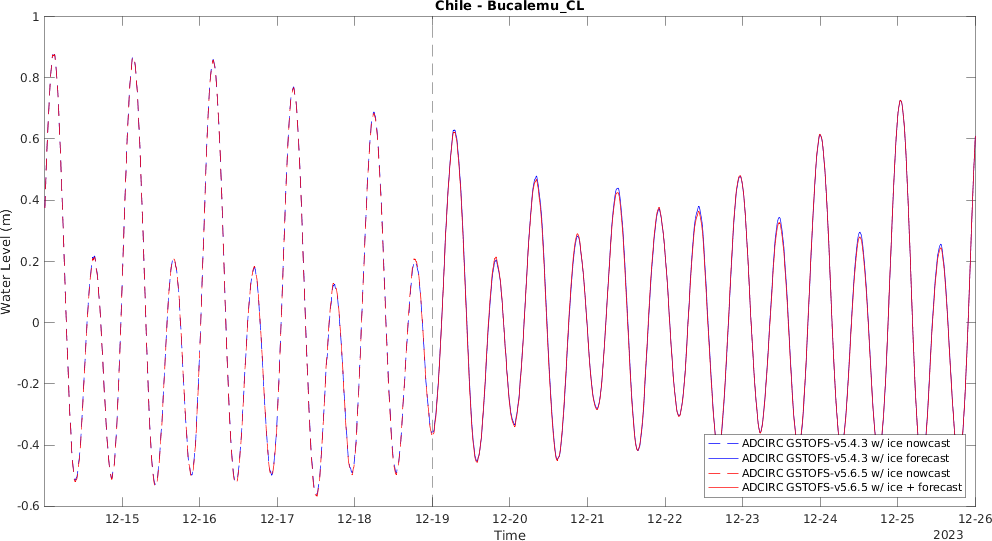 Chile - Bucalemu_CL
1
0.8
0.6
0.4
0.2
0
-0.2
-0.4
-0.6
Water Level (m)
ADCIRC GSTOFS-v5.4.3 w/ ice nowcast
ADCIRC GSTOFS-v5.4.3 w/ ice forecast
ADCIRC GSTOFS-v5.6.5 w/ ice nowcast
ADCIRC GSTOFS-v5.6.5 w/ ice + forecast
12-15 12-16 12-17 12-18 12-19 12-20 12-21 12-22 12-23 12-24 12-25 12-26
Time
2023